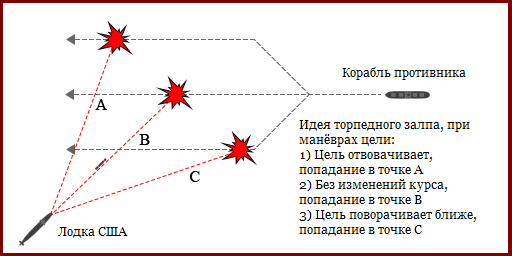 Корабль противника
A
B
C
Идея торпедного залпа, при
манёврах цели:
1) Цель отвовачивает,
попадание в точке A
2) Без изменений курса,
попадание в точке B
3) Цель поворачивает ближе,
попадание в точке C
Лодка США